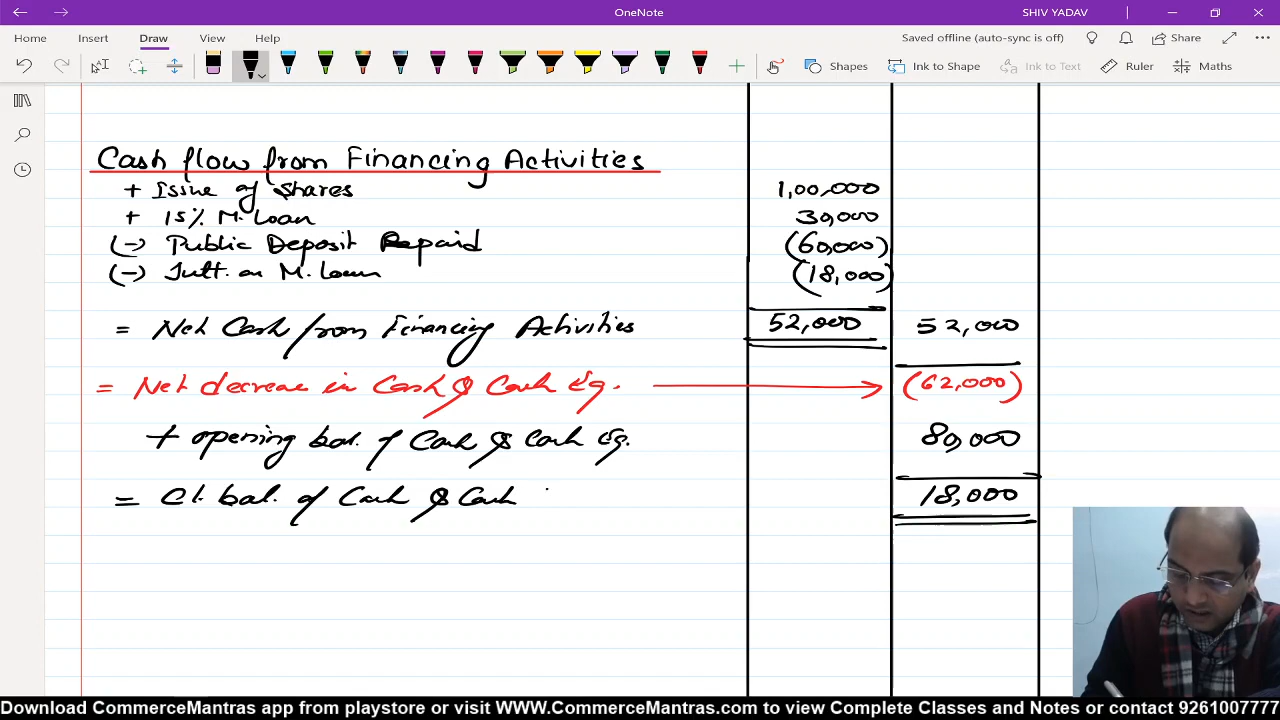 OneNote
SHIV YADAV
Home Insert Draw View Help
Saved offline (auto-sync is off)
Share
Shapes
Ink to Shape
Ink to Text
Ruler
Maths
Cash flow from Financing Activities
+ Issue of Shares 1,00,000
+ 15% M. Loan 30,000
(-) Public Deposit Repaid (60,000)
(-) Intt. on M. Loan (18,000)
= Net Cash from Financing Activities 52,000 52,000
= Net decrease in Cash & Cash Eq. (62,000)
+ opening bal. of Cash & Cash Eq. 80,000
= Cl. bal. of Cash & Cash 18,000
Download CommerceMantras app from playstore or visit WWW.CommerceMantras.com to view Complete Classes and Notes or contact 9261007777